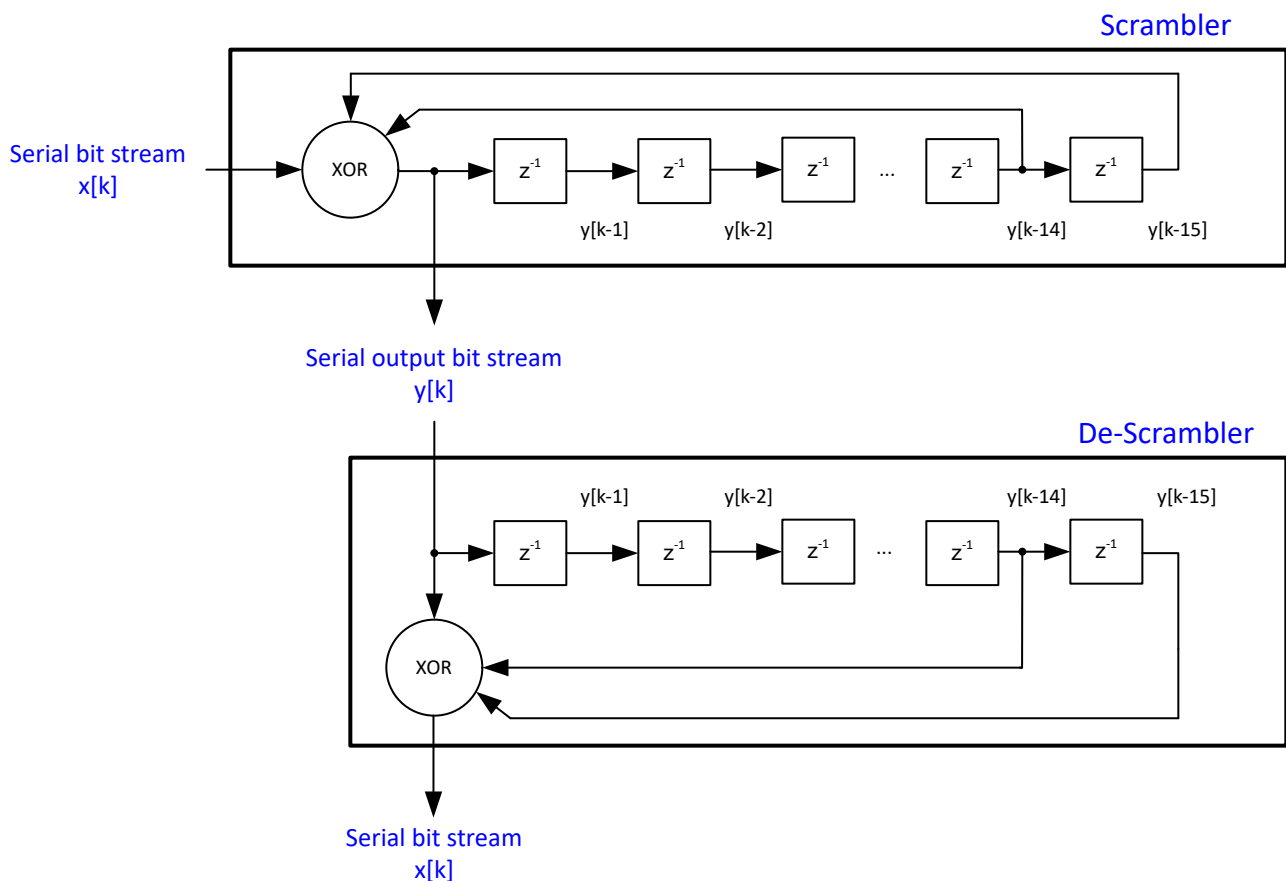 Scrambler
Serial bit stream
x[k]
XOR
z-1
z-1
z-1
...
z-1
z-1
y[k-1]
y[k-2]
y[k-14]
y[k-15]
Serial output bit stream
y[k]
De-Scrambler
y[k-1]
y[k-2]
y[k-14]
y[k-15]
z-1
z-1
z-1
...
z-1
z-1
XOR
Serial bit stream
x[k]